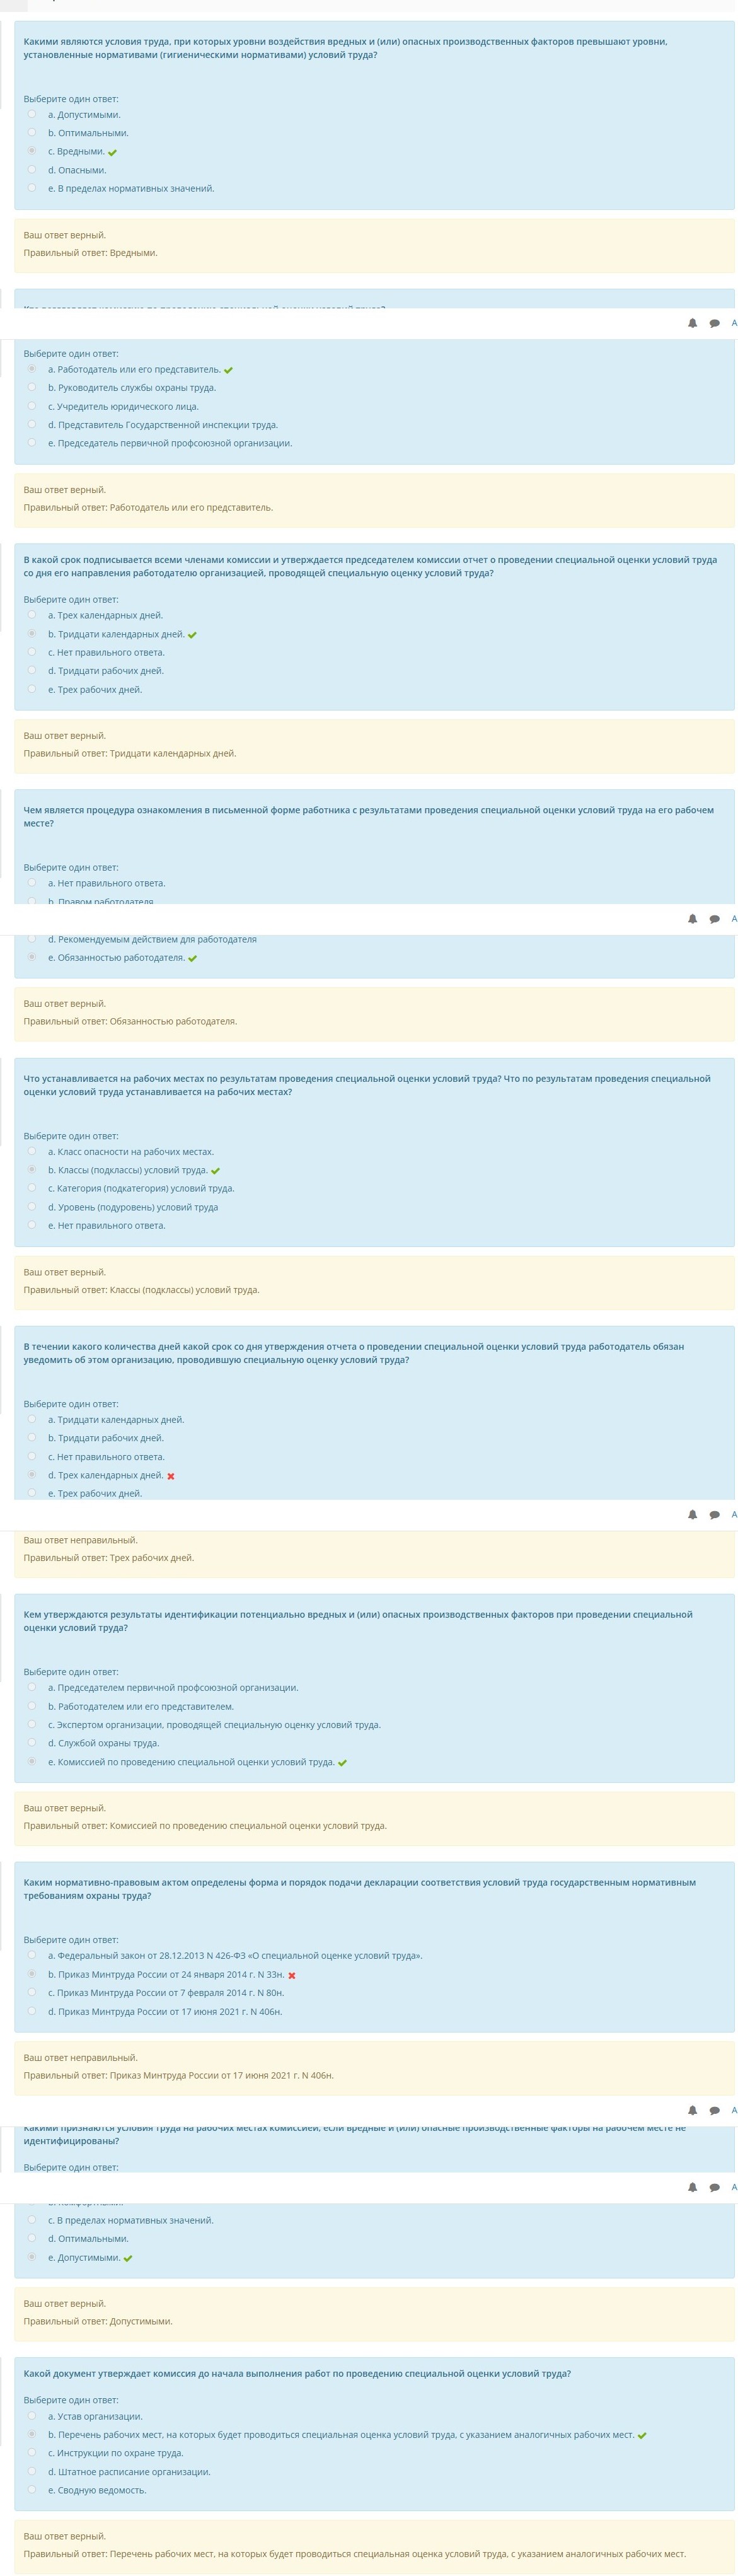 Какими являются условия труда, при которых уровни воздействия вредных и (или) опасных производственных факторов превышают уровни,
установленные нормативами (гигиеническими нормативами) условий труда?
Выберите один ответ:
a. Допустимыми.
b. Оптимальными.
c. Вредными.
d. Опасными.
e. В пределах нормативных значений.
Ваш ответ верный.
Правильный ответ: Вредными.
A
Выберите один ответ:
a. Работодатель или его представитель.
b. Руководитель службы охраны труда.
c. Учредитель юридического лица.
d. Представитель Государственной инспекции труда.
e. Председатель первичной профсоюзной организации.
Ваш ответ верный.
Правильный ответ: Работодатель или его представитель.
В какой срок подписывается всеми членами комиссии и утверждается председателем комиссии отчет о проведении специальной оценки условий труда
со дня его направления работодателю организацией, проводящей специальную оценку условий труда?
Выберите один ответ:
a. Трех календарных дней.
b. Тридцати календарных дней.
c. Нет правильного ответа.
d. Тридцати рабочих дней.
e. Трех рабочих дней.
Ваш ответ верный.
Правильный ответ: Тридцати календарных дней.
Чем является процедура ознакомления в письменной форме работника с результатами проведения специальной оценки условий труда на его рабочем
месте?
Выберите один ответ:
a. Нет правильного ответа.
b. Правом работодателя
A
d. Рекомендуемым действием для работодателя
e. Обязанностью работодателя.
Ваш ответ верный.
Правильный ответ: Обязанностью работодателя.
Что устанавливается на рабочих местах по результатам проведения специальной оценки условий труда? Что по результатам проведения специальной
оценки условий труда устанавливается на рабочих местах?
Выберите один ответ:
a. Класс опасности на рабочих местах.
b. Классы (подклассы) условий труда.
c. Категория (подкатегория) условий труда.
d. Уровень (подуровень) условий труда
e. Нет правильного ответа.
Ваш ответ верный.
Правильный ответ: Классы (подклассы) условий труда.
В течении какого количества дней какой срок со дня утверждения отчета о проведении специальной оценки условий труда работодатель обязан
уведомить об этом организацию, проводившую специальную оценку условий труда?
Выберите один ответ:
a. Тридцати календарных дней.
b. Тридцати рабочих дней.
c. Нет правильного ответа.
d. Трех календарных дней.
e. Трех рабочих дней.
A
Ваш ответ неправильный.
Правильный ответ: Трех рабочих дней.
Кем утверждаются результаты идентификации потенциально вредных и (или) опасных производственных факторов при проведении специальной
оценки условий труда?
Выберите один ответ:
a. Председателем первичной профсоюзной организации.
b. Работодателем или его представителем.
c. Экспертом организации, проводящей специальную оценку условий труда.
d. Службой охраны труда.
e. Комиссией по проведению специальной оценки условий труда.
Ваш ответ верный.
Правильный ответ: Комиссией по проведению специальной оценки условий труда.
Каким нормативно-правовым актом определены форма и порядок подачи декларации соответствия условий труда государственным нормативным
требованиям охраны труда?
Выберите один ответ:
a. Федеральный закон от 28.12.2013 N 426-ФЗ «О специальной оценке условий труда».
b. Приказ Минтруда России от 24 января 2014 г. N 33н.
c. Приказ Минтруда России от 7 февраля 2014 г. N 80н.
d. Приказ Минтруда России от 17 июня 2021 г. N 406н.
Ваш ответ неправильный.
Правильный ответ: Приказ Минтруда России от 17 июня 2021 г. N 406н.
A
Какими признаются условия труда на рабочих местах комиссией, если вредные и (или) опасные производственные факторы на рабочем месте не
идентифицированы?
Выберите один ответ:
A
c. В пределах нормативных значений.
d. Оптимальными.
e. Допустимыми.
Ваш ответ верный.
Правильный ответ: Допустимыми.
Какой документ утверждает комиссия до начала выполнения работ по проведению специальной оценки условий труда?
Выберите один ответ:
a. Устав организации.
b. Перечень рабочих мест, на которых будет проводиться специальная оценка условий труда, с указанием аналогичных рабочих мест.
c. Инструкции по охране труда.
d. Штатное расписание организации.
e. Сводную ведомость.
Ваш ответ верный.
Правильный ответ: Перечень рабочих мест, на которых будет проводиться специальная оценка условий труда, с указанием аналогичных рабочих мест.